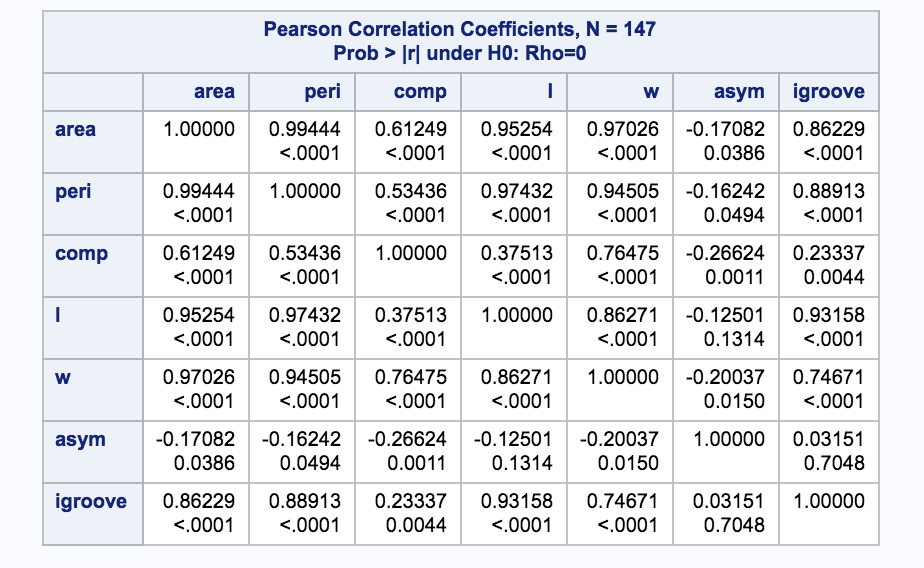 Pearson Correlation Coefficients, N = 147
Prob > |r| under H0: Rho=0
area peri comp l w asym igroove
area 1.00000 0.99444 0.61249 0.95254 0.97026 -0.17082 0.86229
<.0001 <.0001 <.0001 <.0001 0.0386 <.0001
peri 0.99444 1.00000 0.53436 0.97432 0.94505 -0.16242 0.88913
<.0001 <.0001 <.0001 <.0001 0.0494 <.0001
comp 0.61249 0.53436 1.00000 0.37513 0.76475 -0.26624 0.23337
<.0001 <.0001 <.0001 <.0001 0.0011 0.0044
l 0.95254 0.97432 0.37513 1.00000 0.86271 -0.12501 0.93158
<.0001 <.0001 <.0001 <.0001 0.1314 <.0001
w 0.97026 0.94505 0.76475 0.86271 1.00000 -0.20037 0.74671
<.0001 <.0001 <.0001 <.0001 0.0150 <.0001
asym -0.17082 -0.16242 -0.26624 -0.12501 -0.20037 1.00000 0.03151
0.0386 0.0494 0.0011 0.1314 0.0150 0.7048
igroove 0.86229 0.88913 0.23337 0.93158 0.74671 0.03151 1.00000
<.0001 <.0001 0.0044 <.0001 <.0001 0.7048